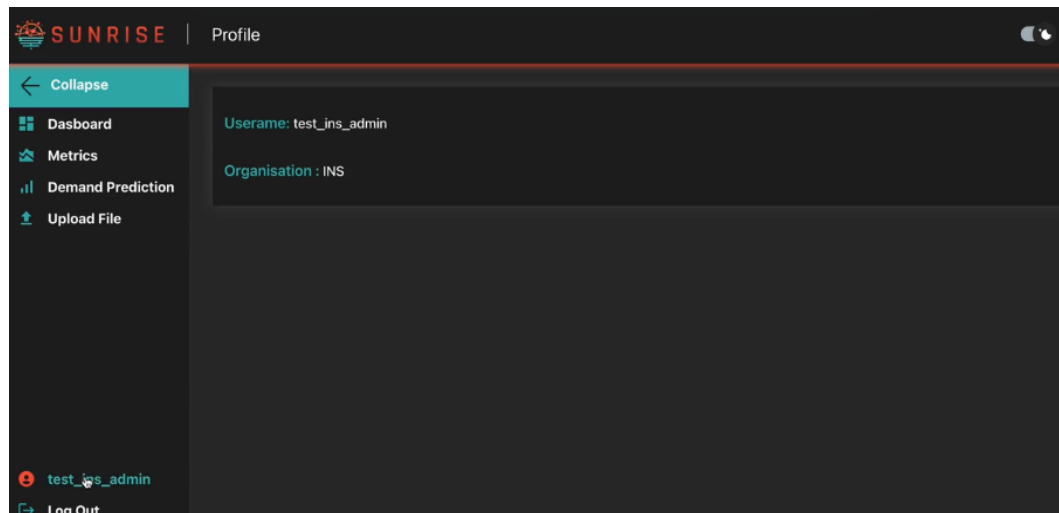 SUNRISE | Profile
Collapse
Dasboard
Metrics
Demand Prediction
Upload File
Userame: test_ins_admin
Organisation : INS
test_ins_admin
Log Out